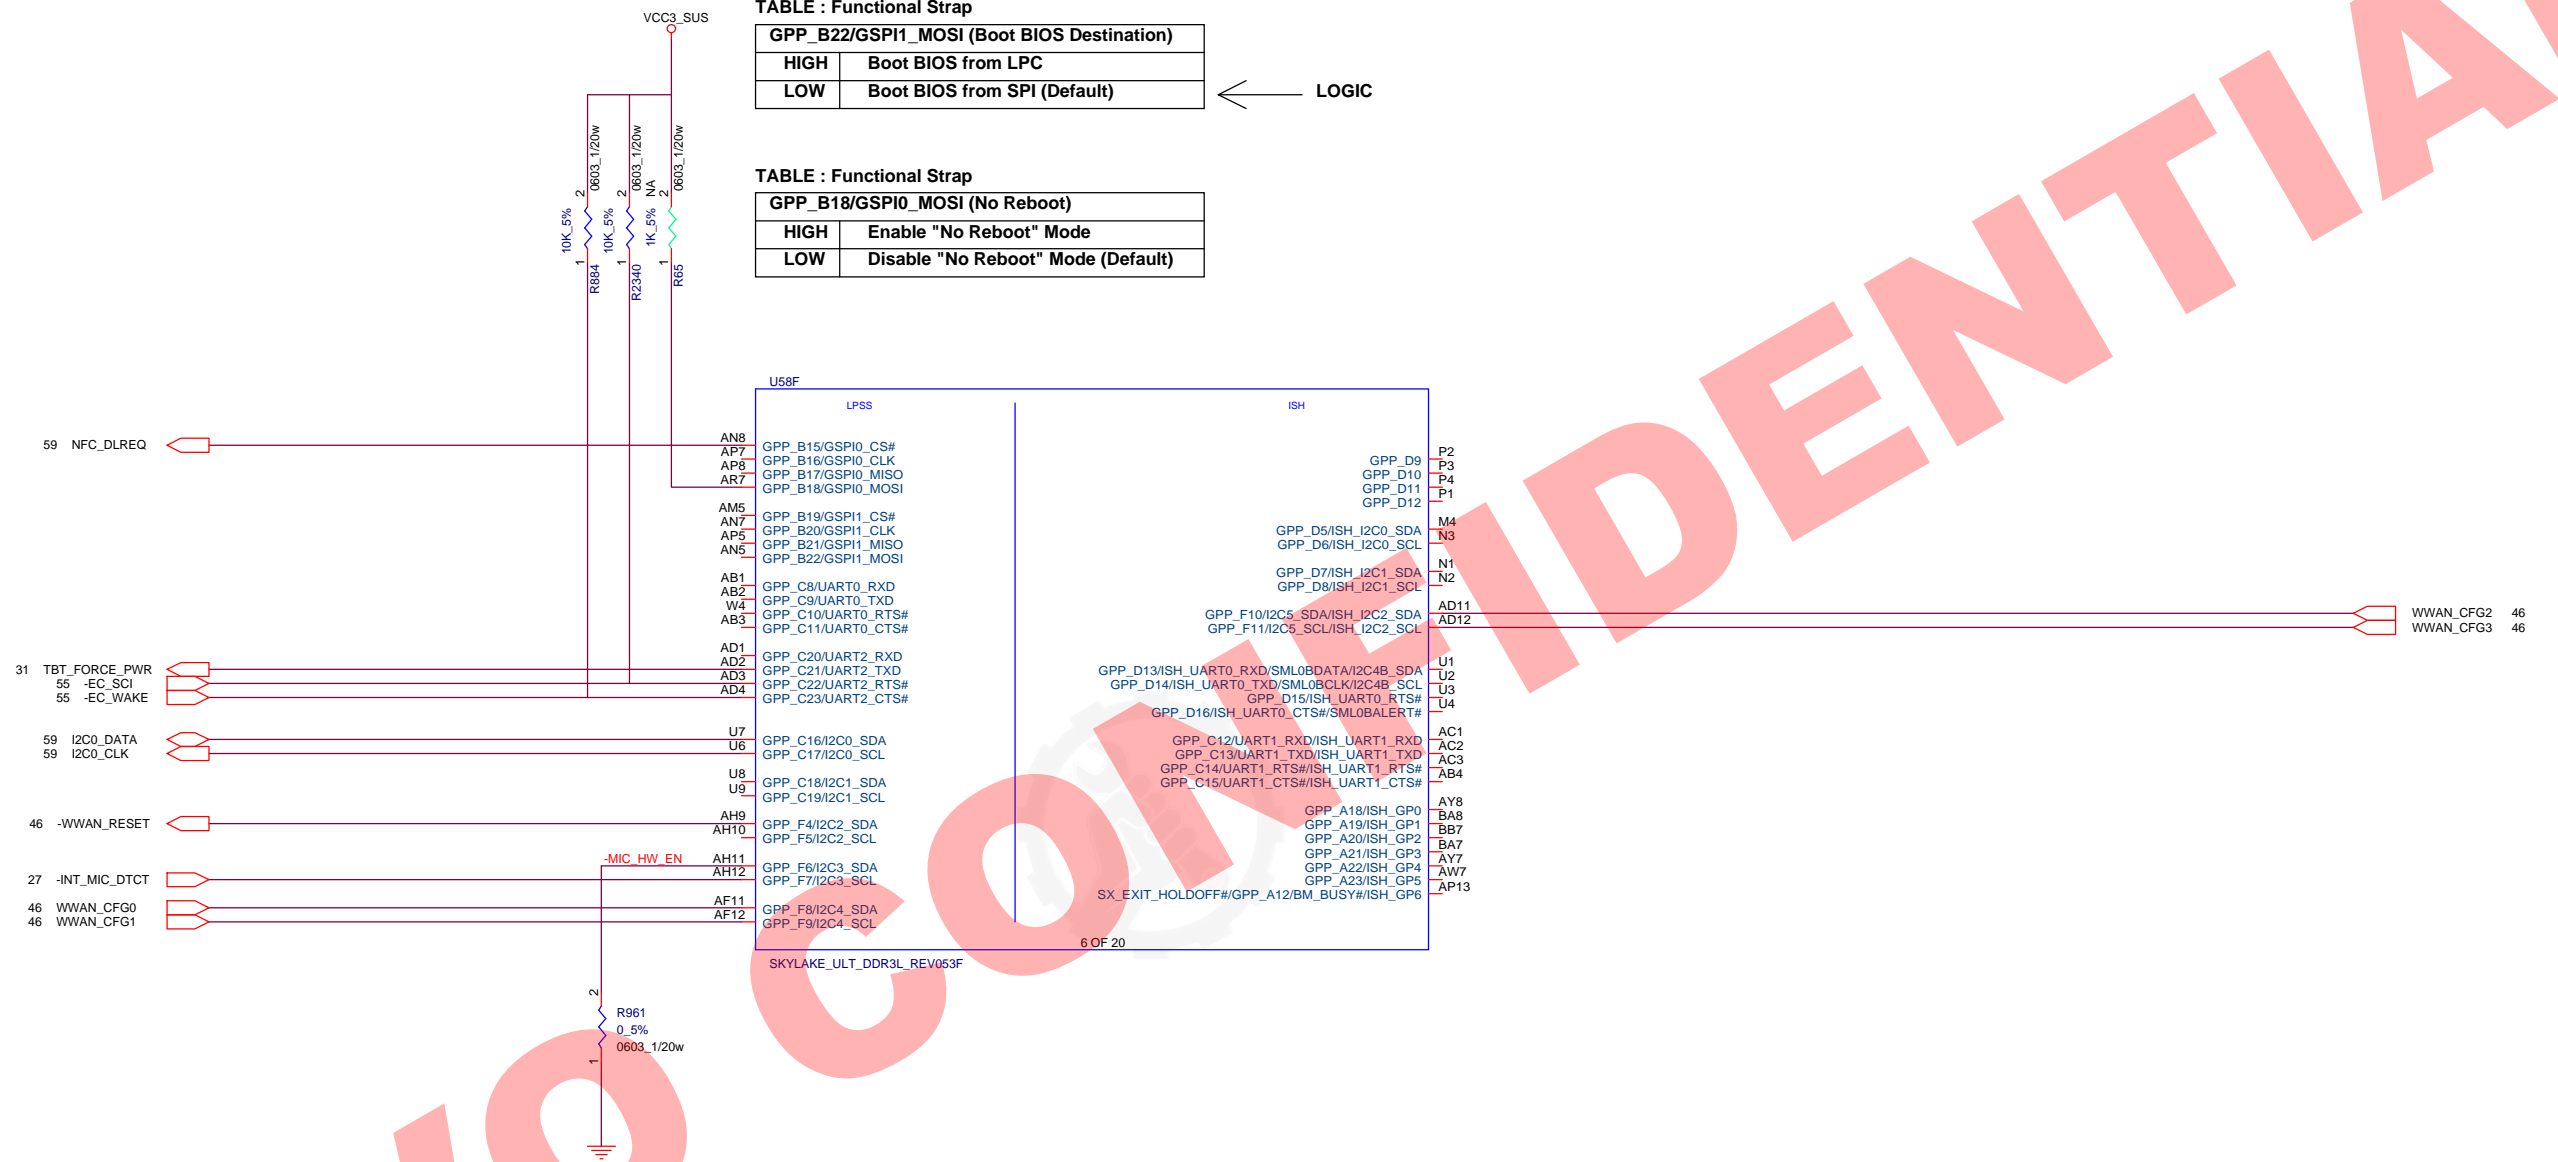 TABLE : Functional Strap
GPP_B22/GSPI1_MOSI (Boot BIOS Destination)
HIGH Boot BIOS from LPC
LOW Boot BIOS from SPI (Default)
LOGIC
TABLE : Functional Strap
GPP_B18/GSPI0_MOSI (No Reboot)
HIGH Enable "No Reboot" Mode
LOW Disable "No Reboot" Mode (Default)
VCC3_SUS
0603_1/20w
0603_1/20w
0603_1/20w
2
2
2
NA
10K_5%
10K_5%
1K_5%
1
1
1
R884
R2340
R65
U58F
LPSS
ISH
59 NFC_DLREQ
AN8 GPP_B15/GSPI0_CS#
AP7 GPP_B16/GSPI0_CLK
AP8 GPP_B17/GSPI0_MISO
AR7 GPP_B18/GSPI0_MOSI
AM5 GPP_B19/GSPI1_CS#
AN7 GPP_B20/GSPI1_CLK
AP5 GPP_B21/GSPI1_MISO
AN5 GPP_B22/GSPI1_MOSI
AB1 GPP_C8/UART0_RXD
AB2 GPP_C9/UART0_TXD
W4 GPP_C10/UART0_RTS#
AB3 GPP_C11/UART0_CTS#
AD1 GPP_C20/UART2_RXD
31 TBT_FORCE_PWR AD2 GPP_C21/UART2_TXD
55 -EC_SCI AD3 GPP_C22/UART2_RTS#
55 -EC_WAKE AD4 GPP_C23/UART2_CTS#
59 I2C0_DATA U7 GPP_C16/I2C0_SDA
59 I2C0_CLK U6 GPP_C17/I2C0_SCL
U8 GPP_C18/I2C1_SDA
U9 GPP_C19/I2C1_SCL
46 -WWAN_RESET AH9 GPP_F4/I2C2_SDA
AH10 GPP_F5/I2C2_SCL
-MIC_HW_EN AH11 GPP_F6/I2C3_SDA
27 -INT_MIC_DTCT AH12 GPP_F7/I2C3_SCL
46 WWAN_CFG0 AF11 GPP_F8/I2C4_SDA
46 WWAN_CFG1 AF12 GPP_F9/I2C4_SCL
GPP_D9 P2
GPP_D10 P3
GPP_D11 P4
GPP_D12 P1
GPP_D5/ISH_I2C0_SDA M4
GPP_D6/ISH_I2C0_SCL N3
GPP_D7/ISH_I2C1_SDA N1
GPP_D8/ISH_I2C1_SCL N2
GPP_F10/I2C5_SDA/ISH_I2C2_SDA AD11 WWAN_CFG2 46
GPP_F11/I2C5_SCL/ISH_I2C2_SCL AD12 WWAN_CFG3 46
GPP_D13/ISH_UART0_RXD/SML0BDATA/I2C4B_SDA U1
GPP_D14/ISH_UART0_TXD/SML0BCLK/I2C4B_SCL U2
GPP_D15/ISH_UART0_RTS# U3
GPP_D16/ISH_UART0_CTS#/SML0BALERT# U4
GPP_C12/UART1_RXD/ISH_UART1_RXD AC1
GPP_C13/UART1_TXD/ISH_UART1_TXD AC2
GPP_C14/UART1_RTS#/ISH_UART1_RTS# AC3
GPP_C15/UART1_CTS#/ISH_UART1_CTS# AB4
GPP_A18/ISH_GP0 AY8
GPP_A19/ISH_GP1 BA8
GPP_A20/ISH_GP2 BB7
GPP_A21/ISH_GP3 BA7
GPP_A22/ISH_GP4 AY7
GPP_A23/ISH_GP5 AW7
SX_EXIT_HOLDOFF#/GPP_A12/BM_BUSY#/ISH_GP6 AP13
6 OF 20
SKYLAKE_ULT_DDR3L_REV053F
2
R961
0_5%
0603_1/20w
1
CONFIDENTIA